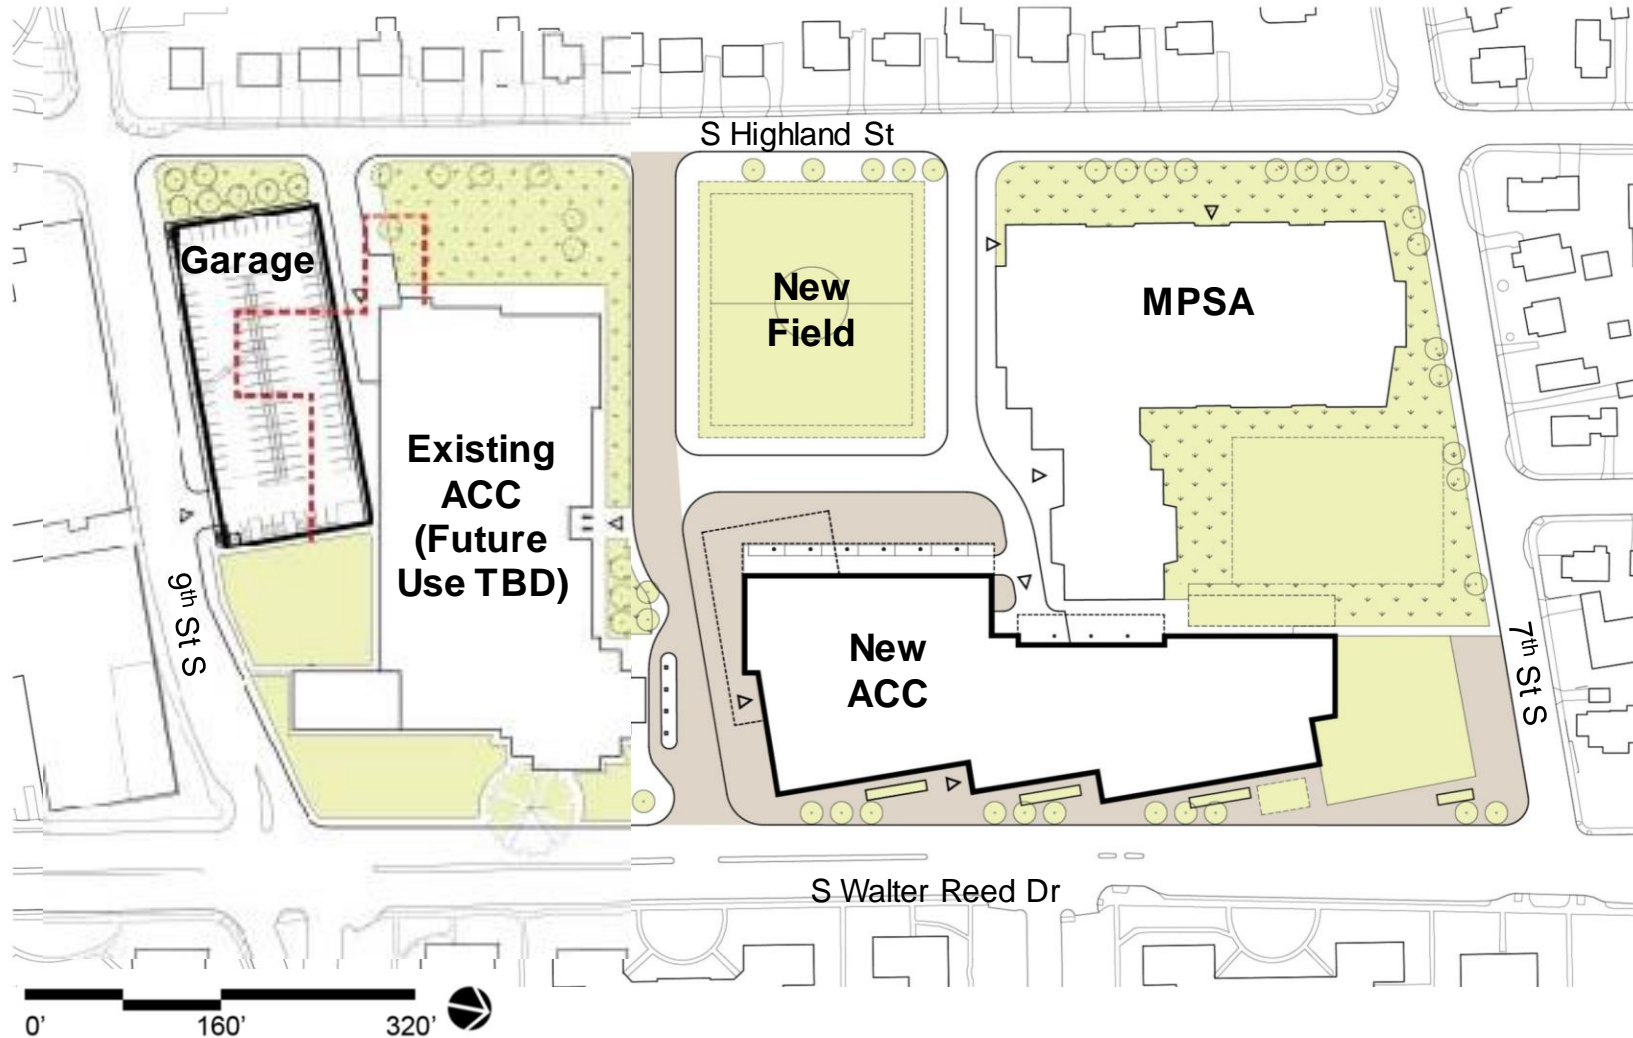 S Highland St
Garage
New
Field
MPSA
Existing
ACC
(Future
Use TBD)
9th St S
New
ACC
7th St S
S Walter Reed Dr
0' 160' 320'